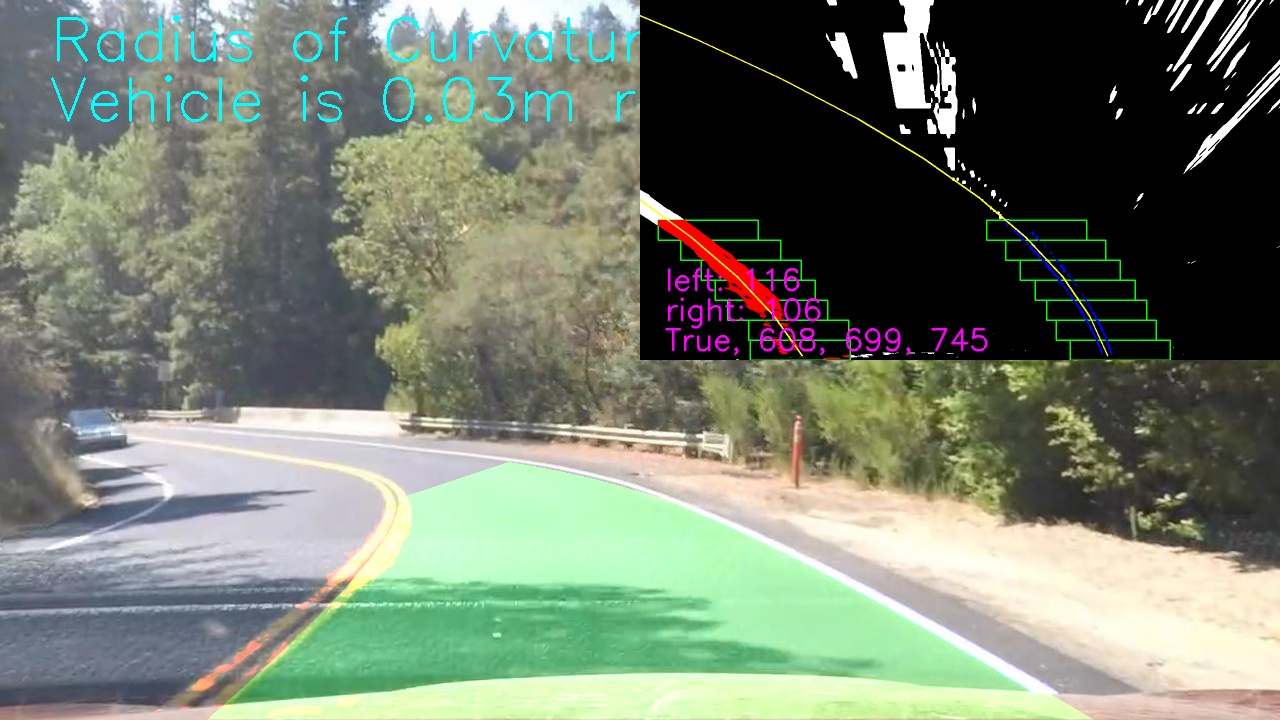 Radius of Curvatur
Vehicle is 0.03m r
left: 116
right: 106
True, 608, 699, 745